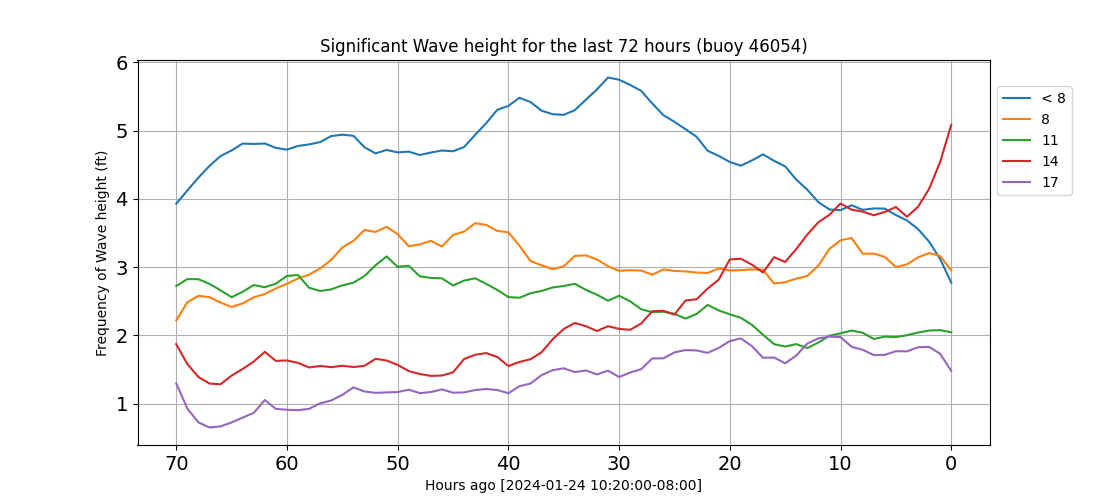 Significant Wave height for the last 72 hours (buoy 46054)
Frequency of Wave height (ft)
6
5
4
3
2
1
70 60 50 40 30 20 10 0
Hours ago [2024-01-24 10:20:00-08:00]
< 8
8
11
14
17